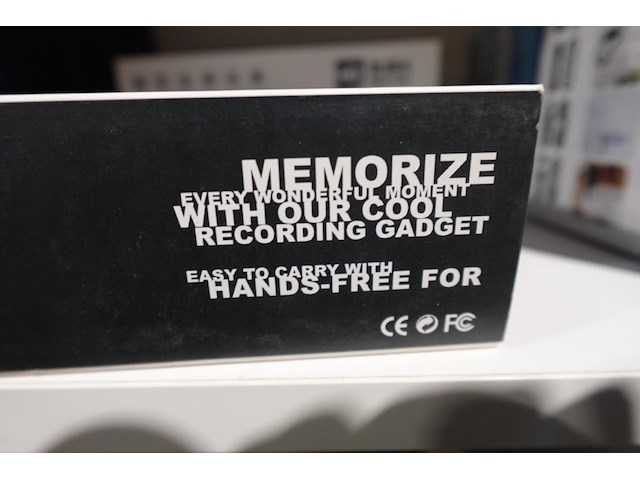 MEMORIZE
EVERY WONDERFUL MOMENT
WITH OUR COOL
RECORDING GADGET
EASY TO CARRY WITH
HANDS-FREE FOR
CE FC